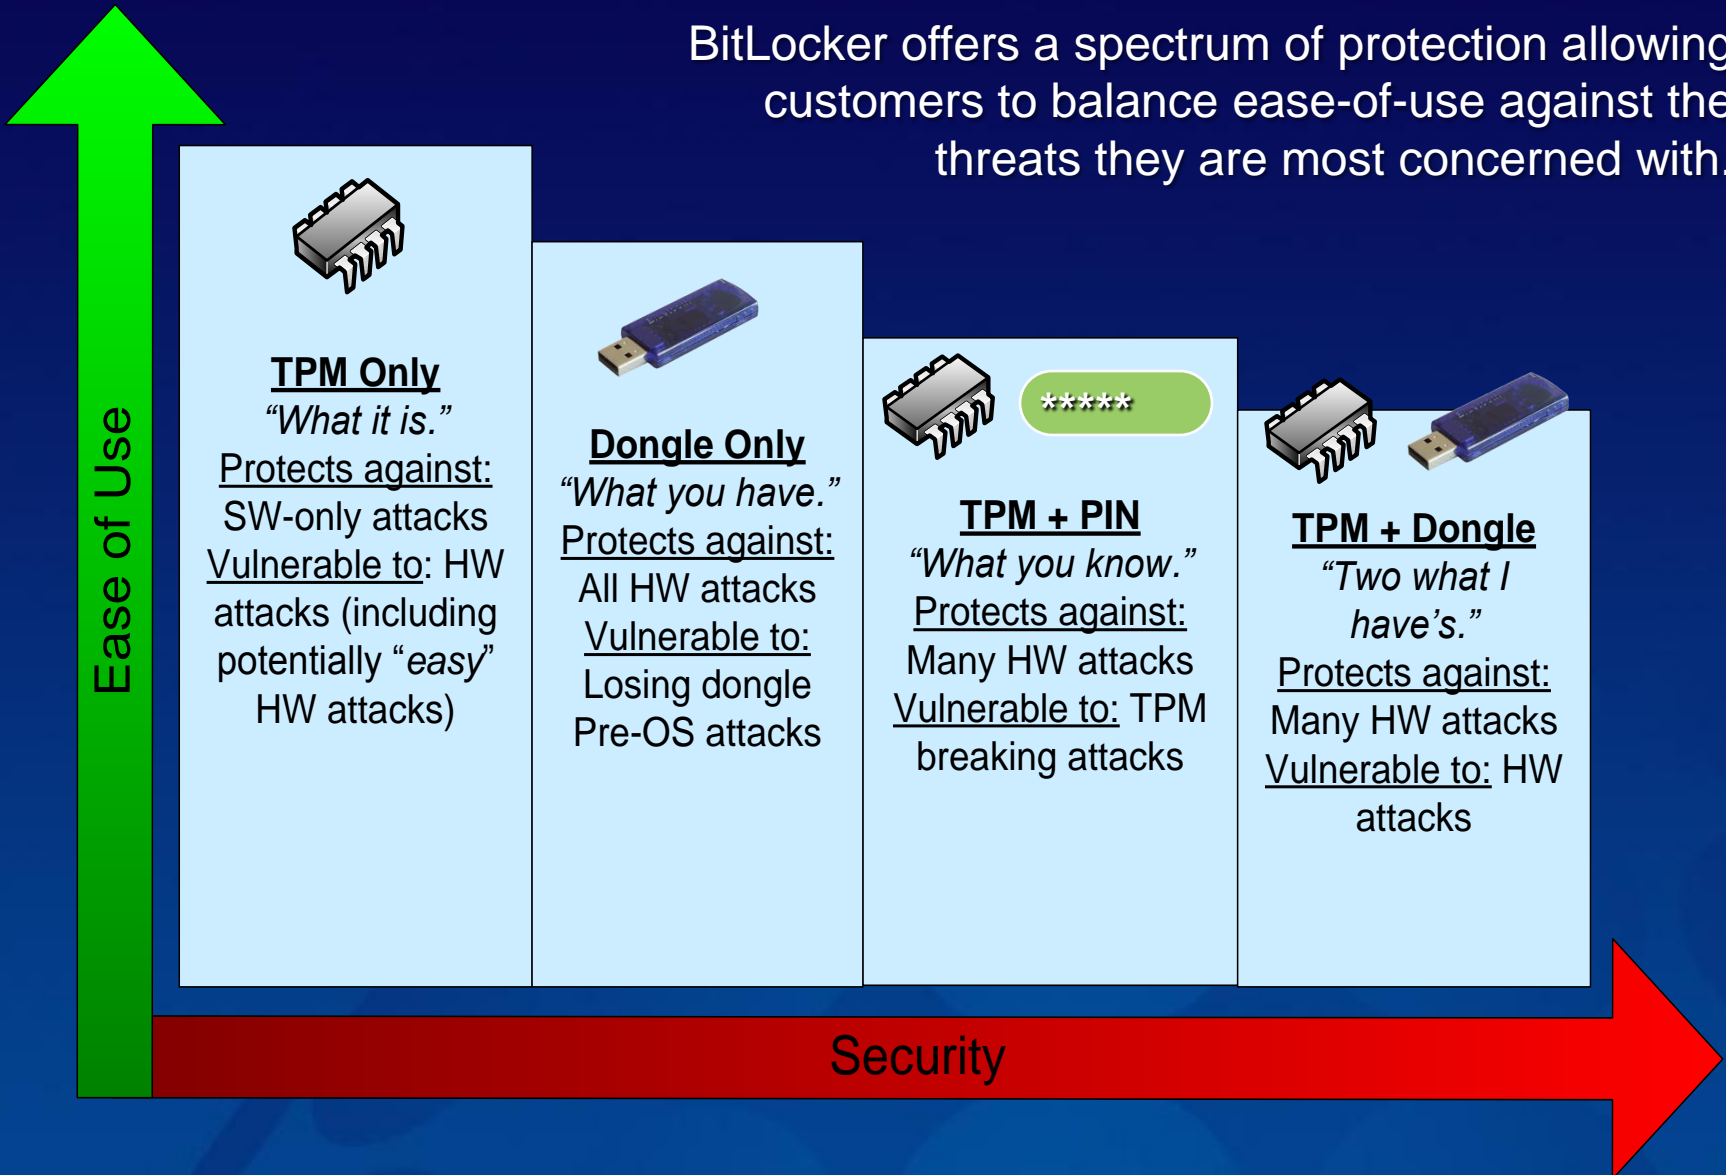 BitLocker offers a spectrum of protection allowing
customers to balance ease-of-use against the
threats they are most concerned with.
Ease of Use
TPM Only
“What it is.”
Protects against:
SW-only attacks
Vulnerable to: HW
attacks (including
potentially “easy”
HW attacks)
Dongle Only
“What you have.”
Protects against:
All HW attacks
Vulnerable to:
Losing dongle
Pre-OS attacks
*****
TPM + PIN
“What you know.”
Protects against:
Many HW attacks
Vulnerable to: TPM
breaking attacks
TPM + Dongle
“Two what I
have’s.”
Protects against:
Many HW attacks
Vulnerable to: HW
attacks
Security